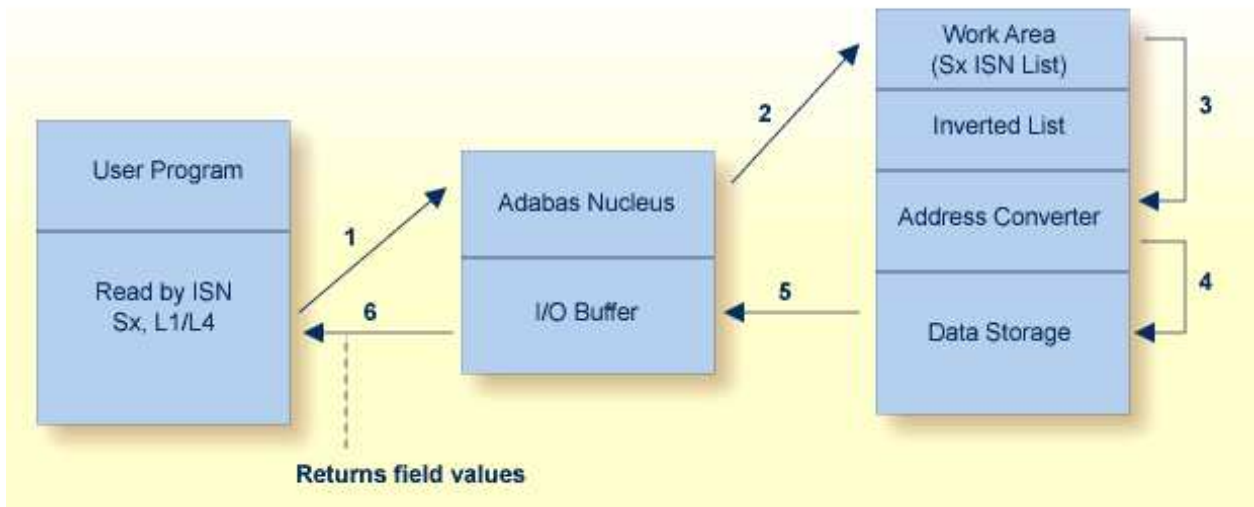 User Program
Read by ISN
Sx, L1/L4
1
6
Returns field values
Adabas Nucleus
I/O Buffer
2
5
Work Area
(Sx ISN List)
Inverted List
Address Converter
Data Storage
3
4